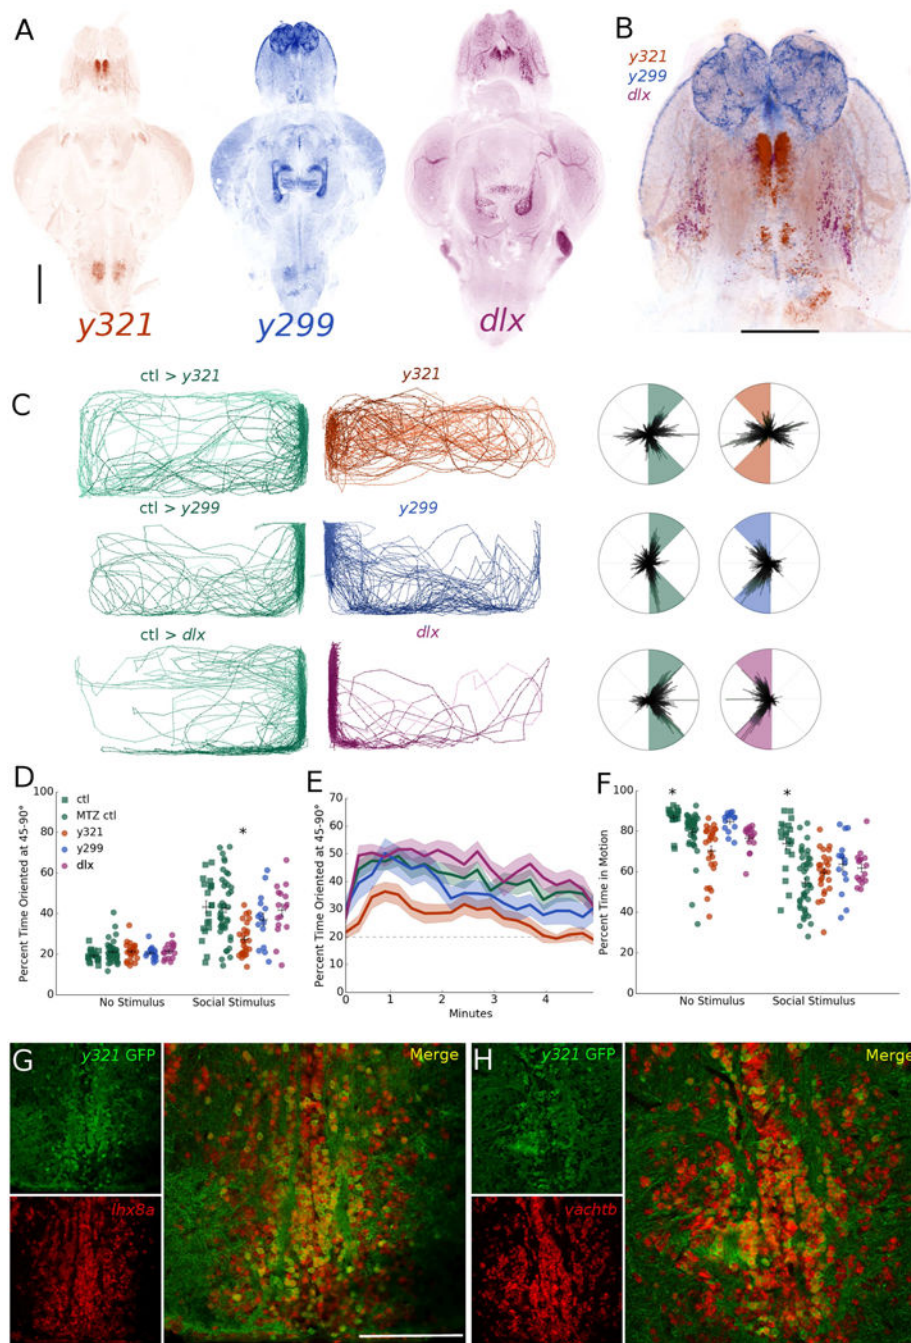 A
B
y321
y299
dlx
y321
y299
dlx
C
ctl > y321
y321
ctl > y299
y299
ctl > dlx
dlx
D
Percent Time Oriented at 45-90°
100
80
60
40
20
0
ctl
MTZ ctl
y321
y299
dlx
*
No Stimulus
Social Stimulus
E
Percent Time Oriented at 45-90°
70
60
50
40
30
20
10
0
0
1
2
3
4
Minutes
F
Percent Time in Motion
100
80
60
40
20
0
*
*
No Stimulus
Social Stimulus
G
y321 GFP
Merge
lhx8a
H
y321 GFP
Merge
vachtb